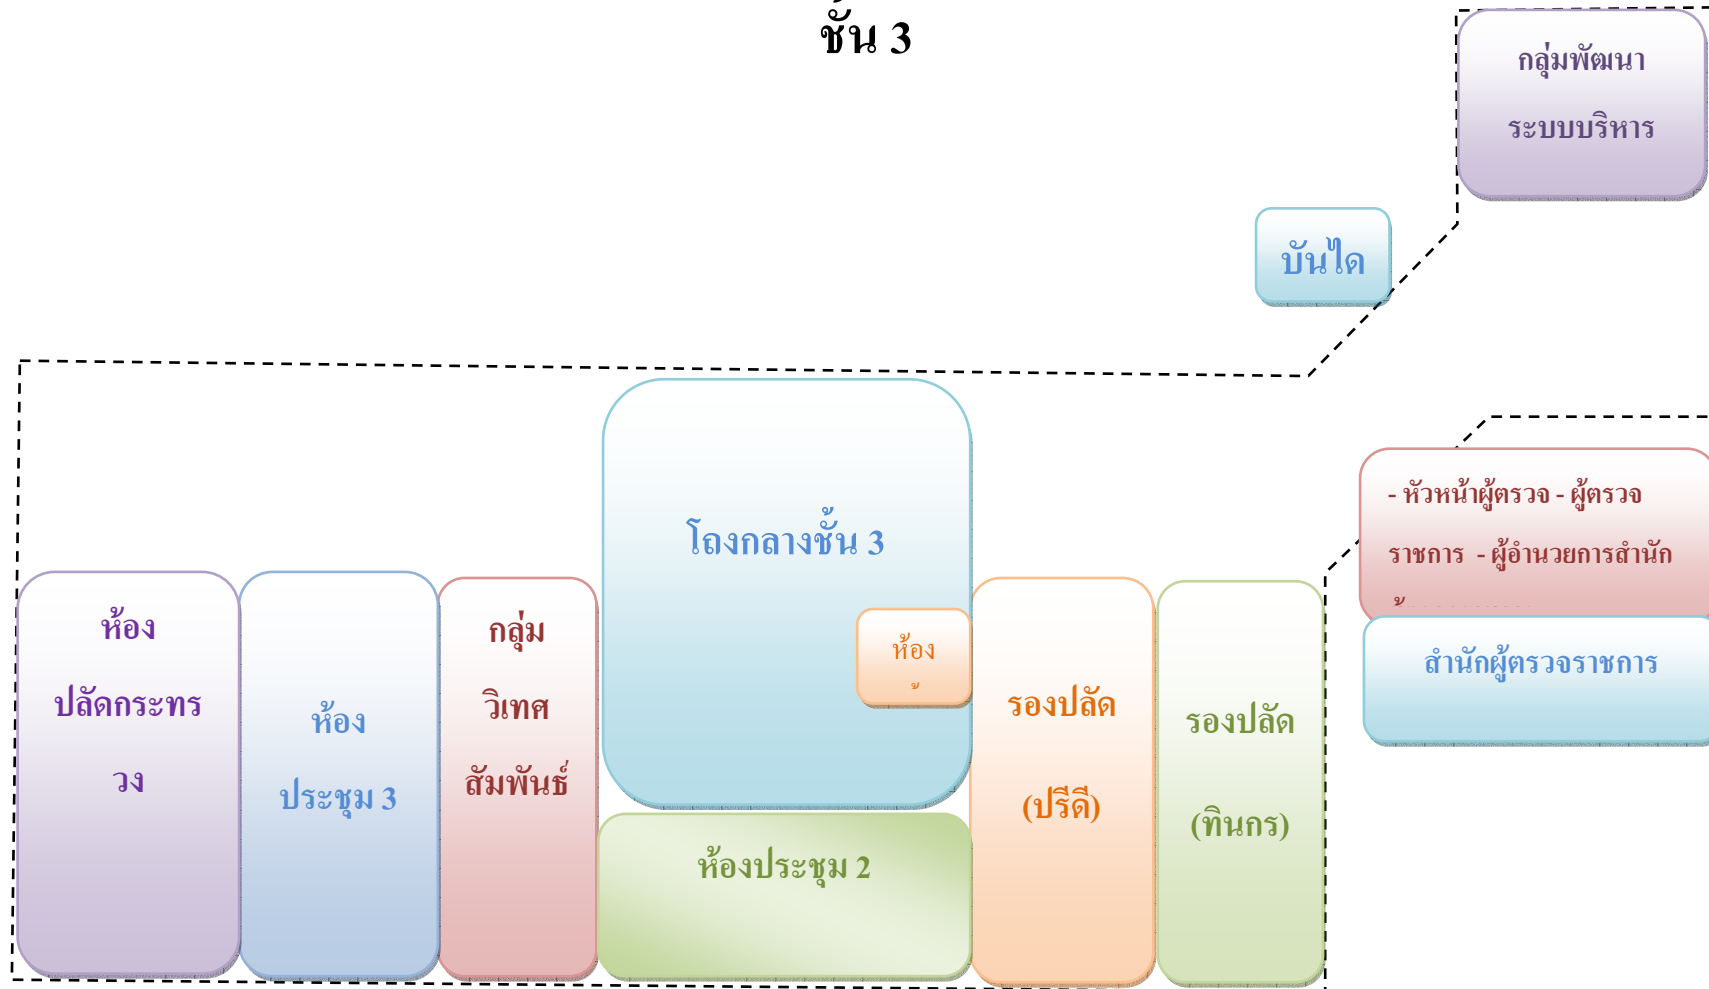 ชั้น 3
กลุ่มพัฒนา
ระบบบริหาร
บันได
โถงกลางชั้น 3
- หัวหน้าผู้ตรวจ - ผู้ตรวจ
ราชการ - ผู้อำนวยการสำนัก
สำนักผู้ตรวจราชการ
ห้อง
ปลัดกระทร
วง
ห้อง
ประชุม 3
กลุ่ม
วิเทศ
สัมพันธ์
ห้อง
รองปลัด
(ปรีดี)
รองปลัด
(ทินกร)
ห้องประชุม 2